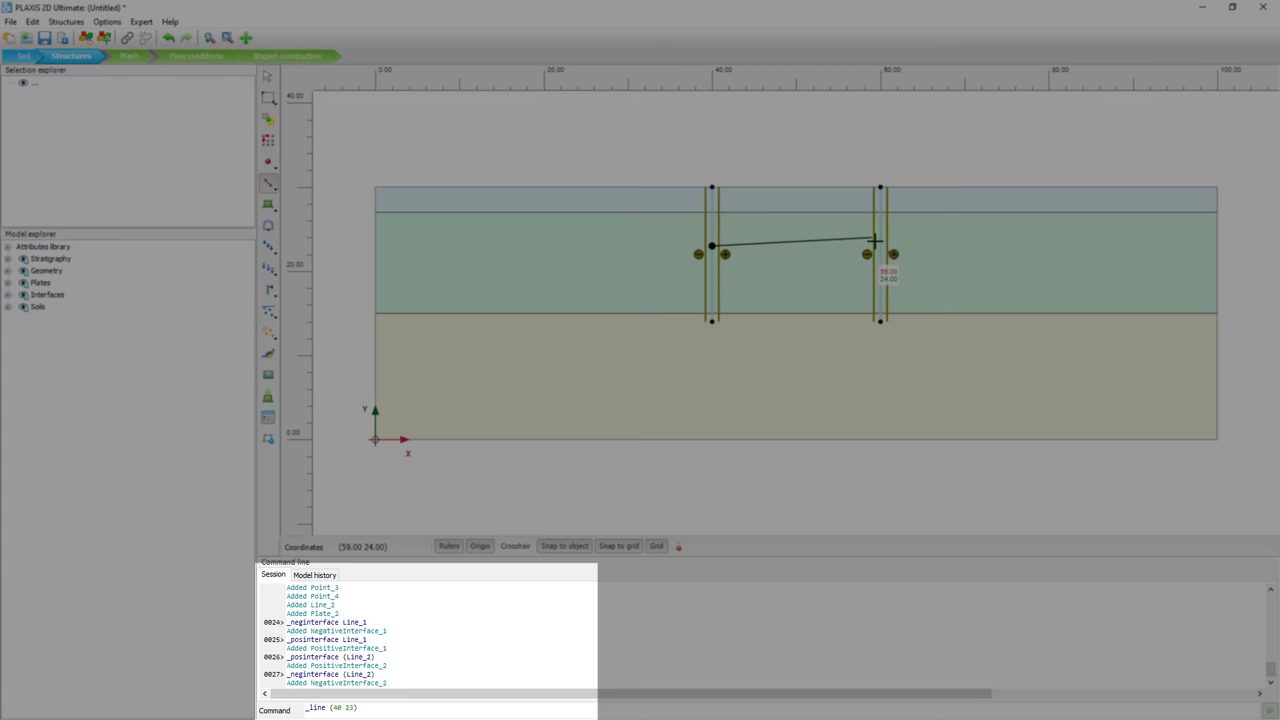 PLAXIS 2D Ultimate: (Untitled) *
File Edit Structures Options Expert Help
Soil Structures Mesh Flow conditions Staged construction
Selection explorer
...
Model explorer
Attributes library
Stratigraphy
Geometry
Plates
Interfaces
Soils
0.00 20.00 40.00 60.00 80.00 100.00
40.00
20.00
0.00
59.00
24.00
Y
X
Coordinates (59.00 24.00) Rulers Origin Crosshair Snap to object Snap to grid Grid
Command line
Session Model history
Added Point_3
Added Point_4
Added Line_2
Added Plate_2
0024> _neginterface Line_1
Added NegativeInterface_1
0025> _posinterface Line_1
Added PositiveInterface_1
0026> _posinterface (Line_2)
Added PositiveInterface_2
0027> _neginterface (Line_2)
Added NegativeInterface_2
Command _line (40 23)